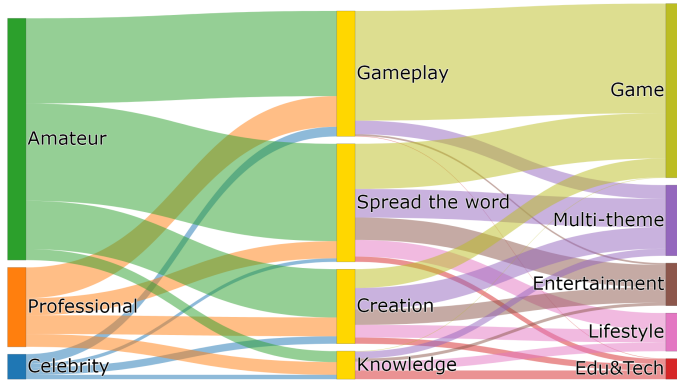 Amateur
Professional
Celebrity
Gameplay
Spread the word
Creation
Knowledge
Game
Multi-theme
Entertainment
Lifestyle
Edu&Tech